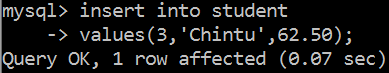 mysql> insert into student
    -> values(3,'Chintu',62.50);
Query OK, 1 row affected (0.07 sec)